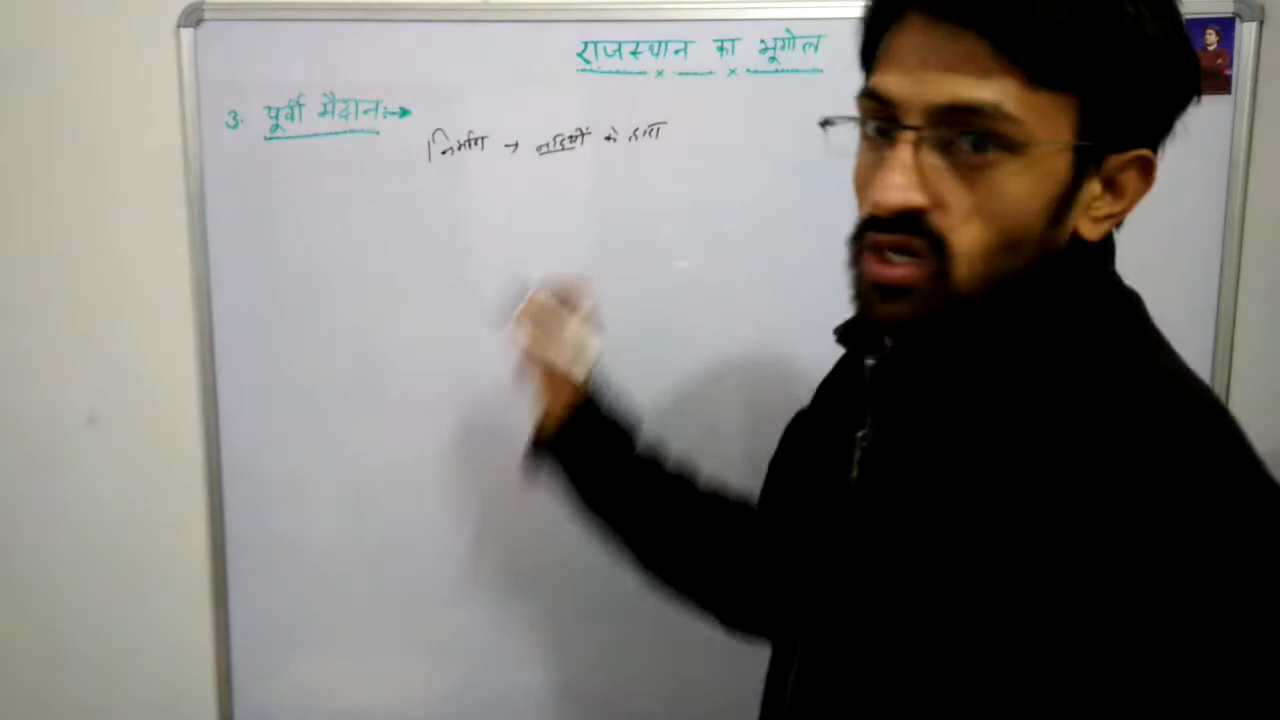 राजस्थान का भूगोल
3. पूर्वी मैदान:→
निर्माण → नदियों के द्वारा